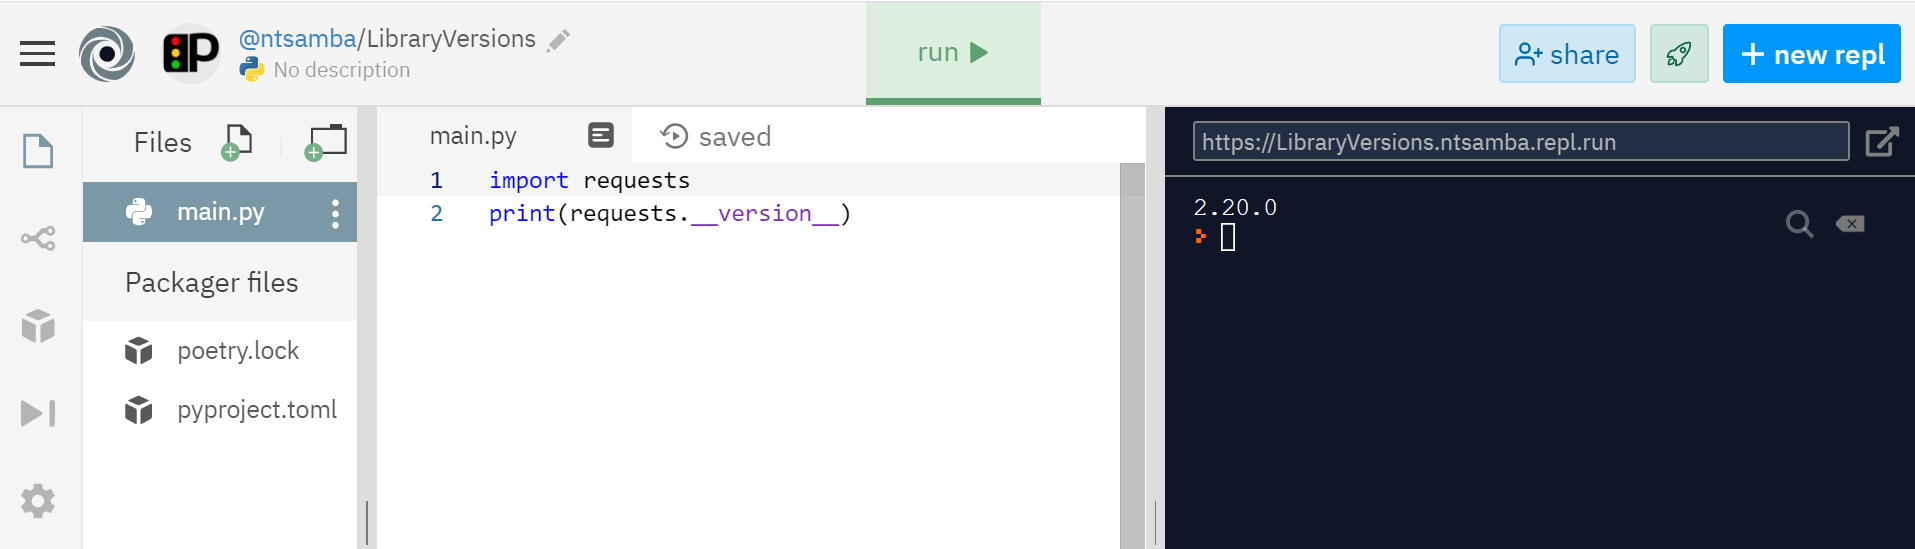 @ntsamba/LibraryVersions
No description
run
share
+ new repl
Files
main.py
Packager files
poetry.lock
pyproject.toml
main.py
saved
1 import requests
2 print(requests.__version__)
https://LibraryVersions.ntsamba.repl.run
2.20.0